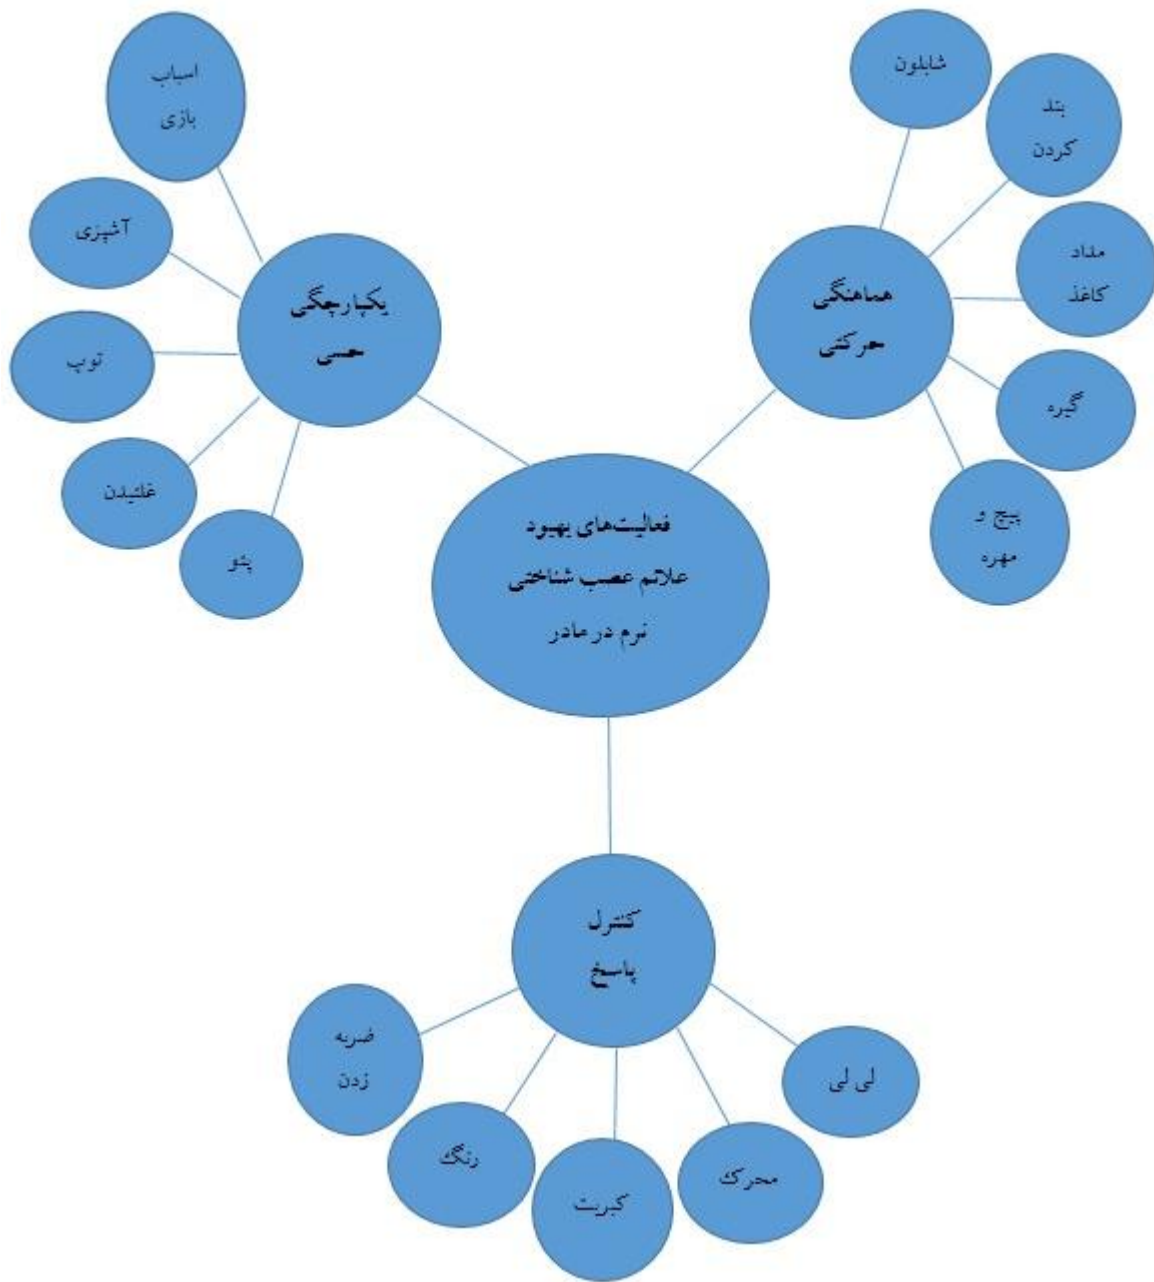 فعالیت‌های بهبود
علائم عصب شناختی
نرم در مادر
هماهنگی
حرکتی
شابلون
بند
کردن
مداد
کاغذ
گیره
پیچ و
مهره
یکپارچگی
حسی
اسباب
بازی
آشپزی
توپ
غلتیدن
پتو
کنترل
پاسخ
لی لی
محرک
کبریت
رنگ
ضربه
زدن